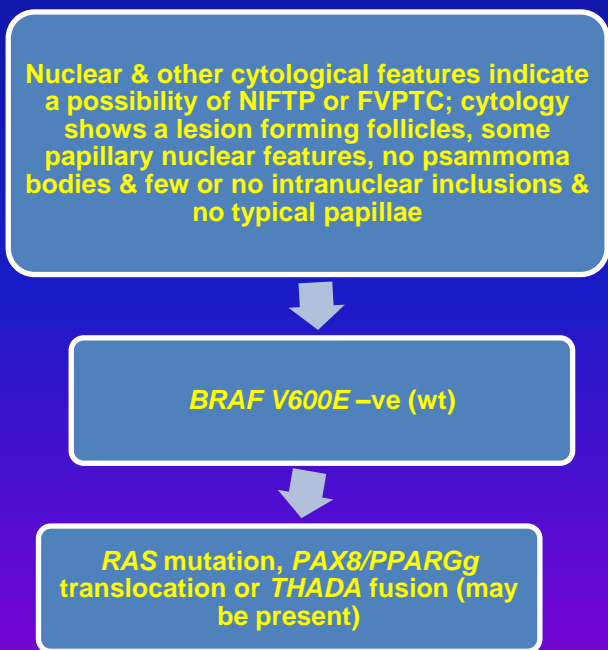 Nuclear & other cytological features indicate
a possibility of NIFTP or FVPTC; cytology
shows a lesion forming follicles, some
papillary nuclear features, no psammoma
bodies & few or no intranuclear inclusions &
no typical papillae
BRAF V600E –ve (wt)
RAS mutation, PAX8/PPARGg
translocation or THADA fusion (may
be present)